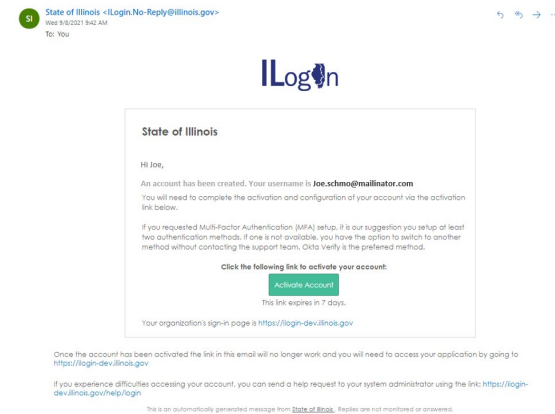 SI
State of Illinois <ILogin.No-Reply@illinois.gov>
Wed 9/8/2021 9:42 AM
To: You
ILogIn
State of Illinois
Hi Joe,
An account has been created. Your username is Joe.schmo@mailinator.com
You will need to complete the activation and configuration of your account via the activation
link below.
If you requested Multi-Factor Authentication (MFA) setup, it is our suggestion you setup at least
two authentication methods. If one is not available, you have the option to switch to another
method without contacting the support team. Okta Verify is the preferred method.
Click the following link to activate your account:
Activate Account
This link expires in 7 days.
Your organization's sign-in page is https://ilogin-dev.illinois.gov
Once the account has been activated the link in this email will no longer work and you will need to access your application by going to
https://ilogin-dev.illinois.gov
If you experience difficulties accessing your account, you can send a help request to your system administrator using the link: https://ilogin-
dev.illinois.gov/help/login
This is an automatically generated message from State of Illinois . Replies are not monitored or answered.